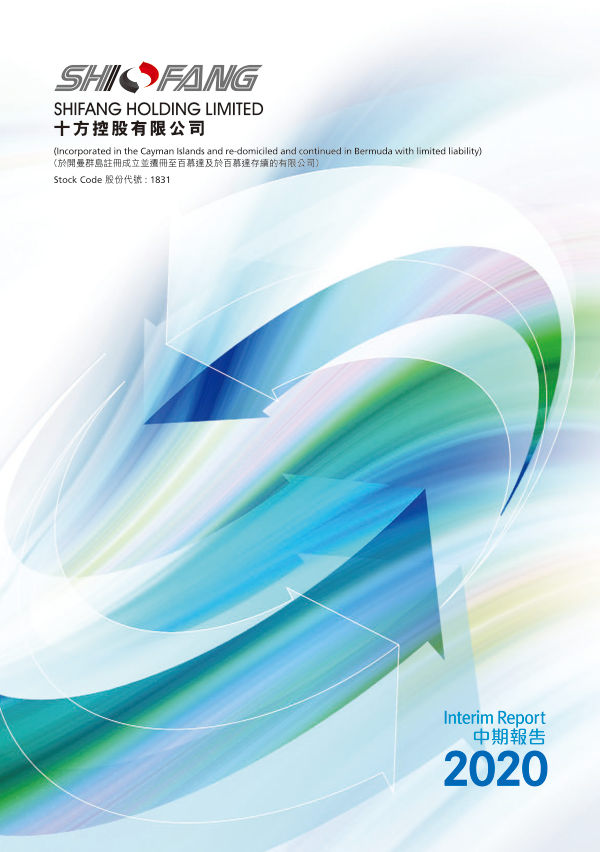 SHIFANG
SHIFANG HOLDING LIMITED
十方控股有限公司
(Incorporated in the Cayman Islands and re-domiciled and continued in Bermuda with limited liability)
(於開曼群島註冊成立並遷冊至百慕達及於百慕達存續的有限公司)
Stock Code 股份代號 : 1831
Interim Report
中期報告
2020